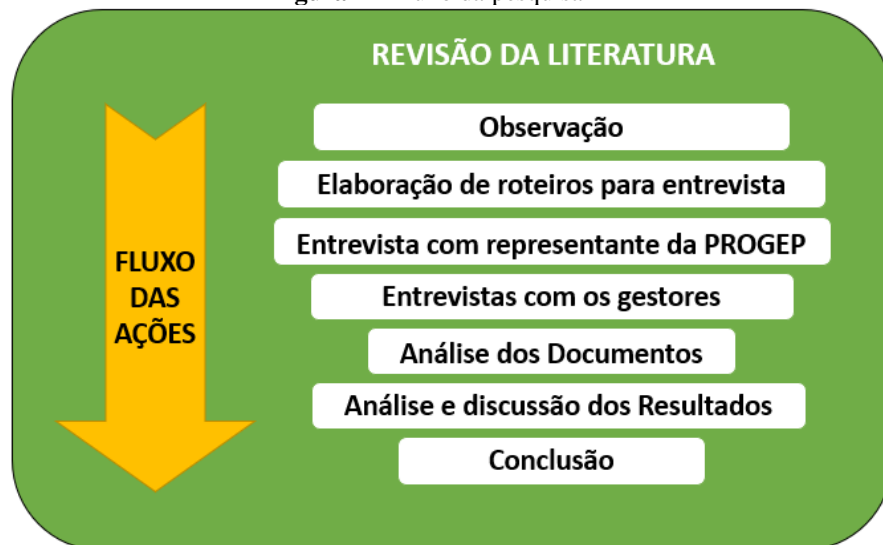 REVISÃO DA LITERATURA
Observação
Elaboração de roteiros para entrevista
Entrevista com representante da PROGEP
Entrevistas com os gestores
Análise dos Documentos
Análise e discussão dos Resultados
Conclusão
FLUXO
DAS
AÇÕES